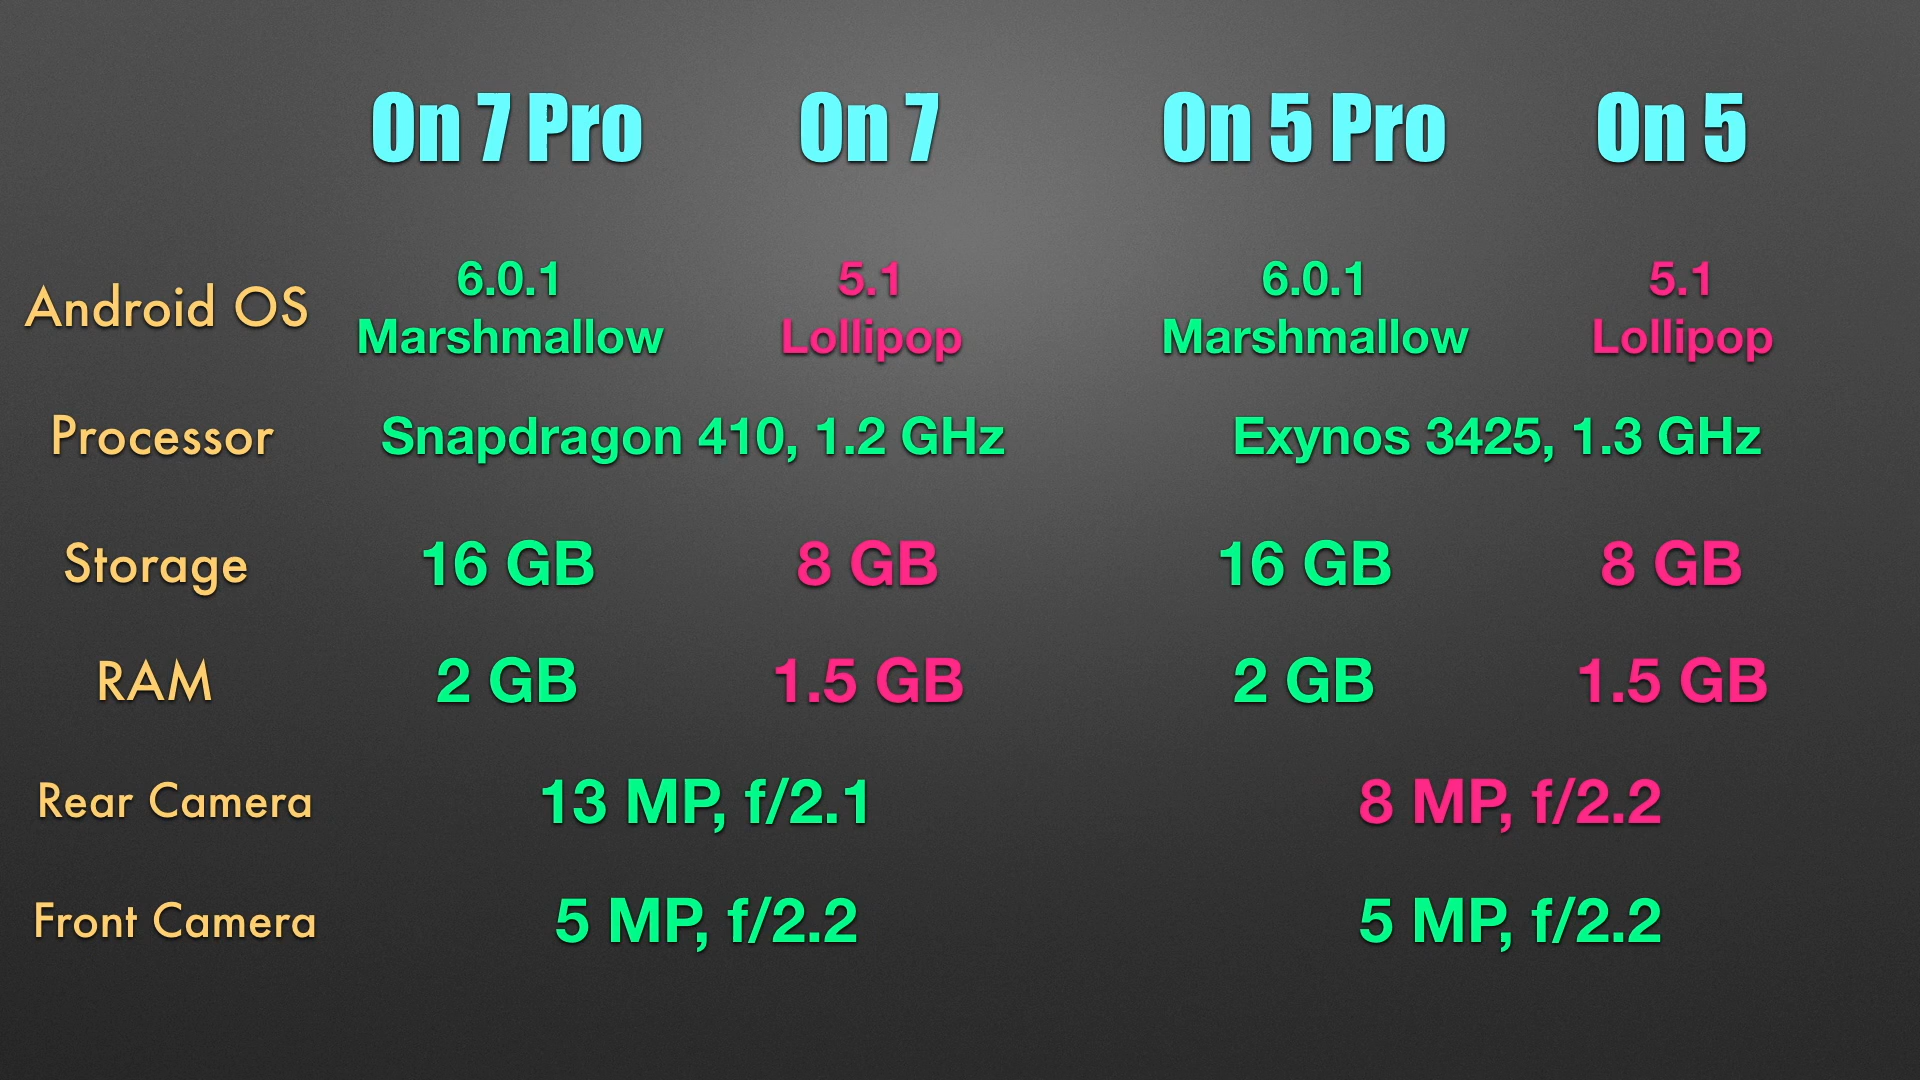 On 7 Pro On 7 On 5 Pro On 5
6.0.1 5.1 6.0.1 5.1
Android OS
Marshmallow Lollipop Marshmallow Lollipop
Processor Snapdragon 410, 1.2 GHz Exynos 3425, 1.3 GHz
Storage 16 GB 8 GB 16 GB 8 GB
RAM 2 GB 1.5 GB 2 GB 1.5 GB
Rear Camera 13 MP, f/2.1 8 MP, f/2.2
Front Camera 5 MP, f/2.2 5 MP, f/2.2